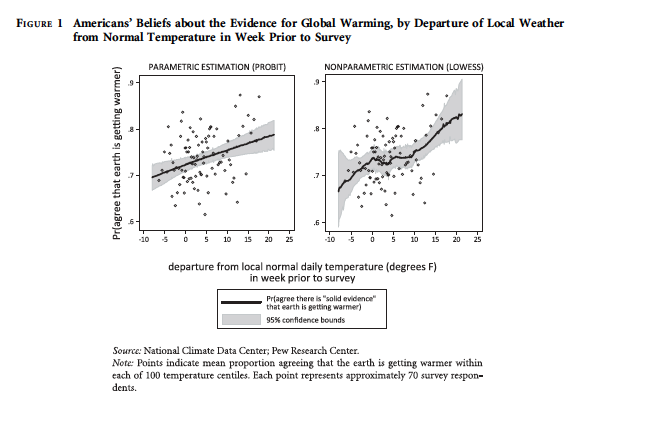 FIGURE 1 Americans' Beliefs about the Evidence for Global Warming, by Departure of Local Weather
from Normal Temperature in Week Prior to Survey
PARAMETRIC ESTIMATION (PROBIT)
NONPARAMETRIC ESTIMATION (LOWESS)
Pr(agree that earth is getting warmer)
.9
.8
.7
.6
-10 -5 0 5 10 15 20 25
.9
.8
.7
.6
-10 -5 0 5 10 15 20 25
departure from local normal daily temperature (degrees F)
in week prior to survey
Pr(agree there is "solid evidence"
that earth is getting warmer)
95% confidence bounds
Source: National Climate Data Center; Pew Research Center.
Note: Points indicate mean proportion agreeing that the earth is getting warmer within
each of 100 temperature centiles. Each point represents approximately 70 survey respon-
dents.